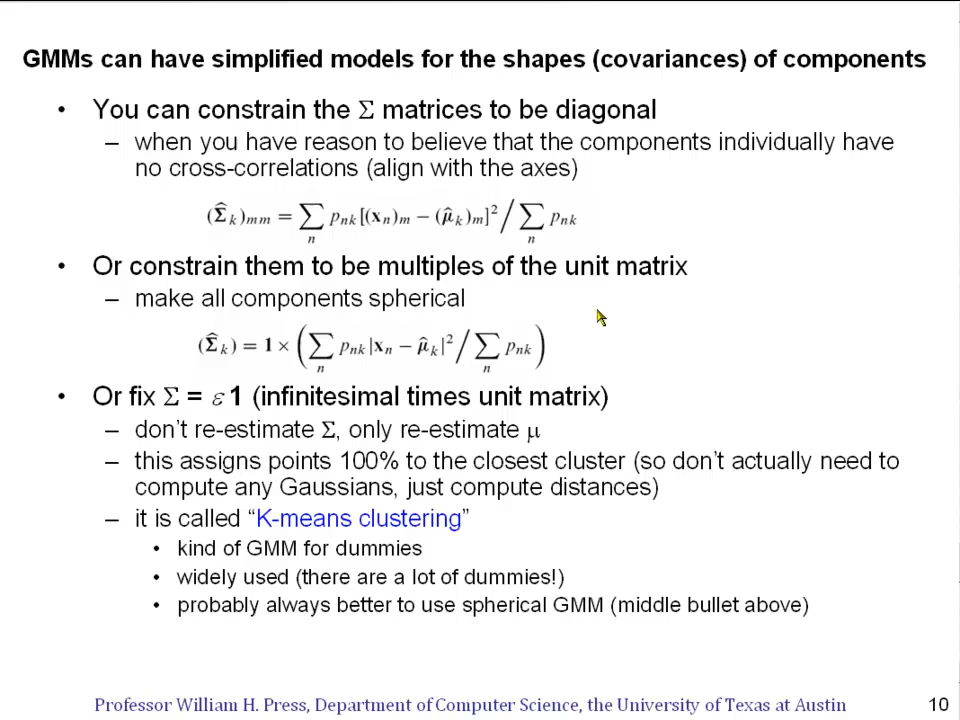 GMMs can have simplified models for the shapes (covariances) of components
• You can constrain the Σ matrices to be diagonal
– when you have reason to believe that the components individually have
no cross-correlations (align with the axes)
(Σ̂ₖ)ₘₘ = ∑ₙ pₙₖ[(xₙ)ₘ − (μ̂ₖ)ₘ]² / ∑ₙ pₙₖ
• Or constrain them to be multiples of the unit matrix
– make all components spherical
(Σ̂ₖ) = 1 × (∑ₙ pₙₖ|xₙ − μ̂ₖ|² / ∑ₙ pₙₖ)
• Or fix Σ = ε 1 (infinitesimal times unit matrix)
– don't re-estimate Σ, only re-estimate μ
– this assigns points 100% to the closest cluster (so don't actually need to
compute any Gaussians, just compute distances)
– it is called “K-means clustering”
• kind of GMM for dummies
• widely used (there are a lot of dummies!)
• probably always better to use spherical GMM (middle bullet above)
Professor William H. Press, Department of Computer Science, the University of Texas at Austin
10